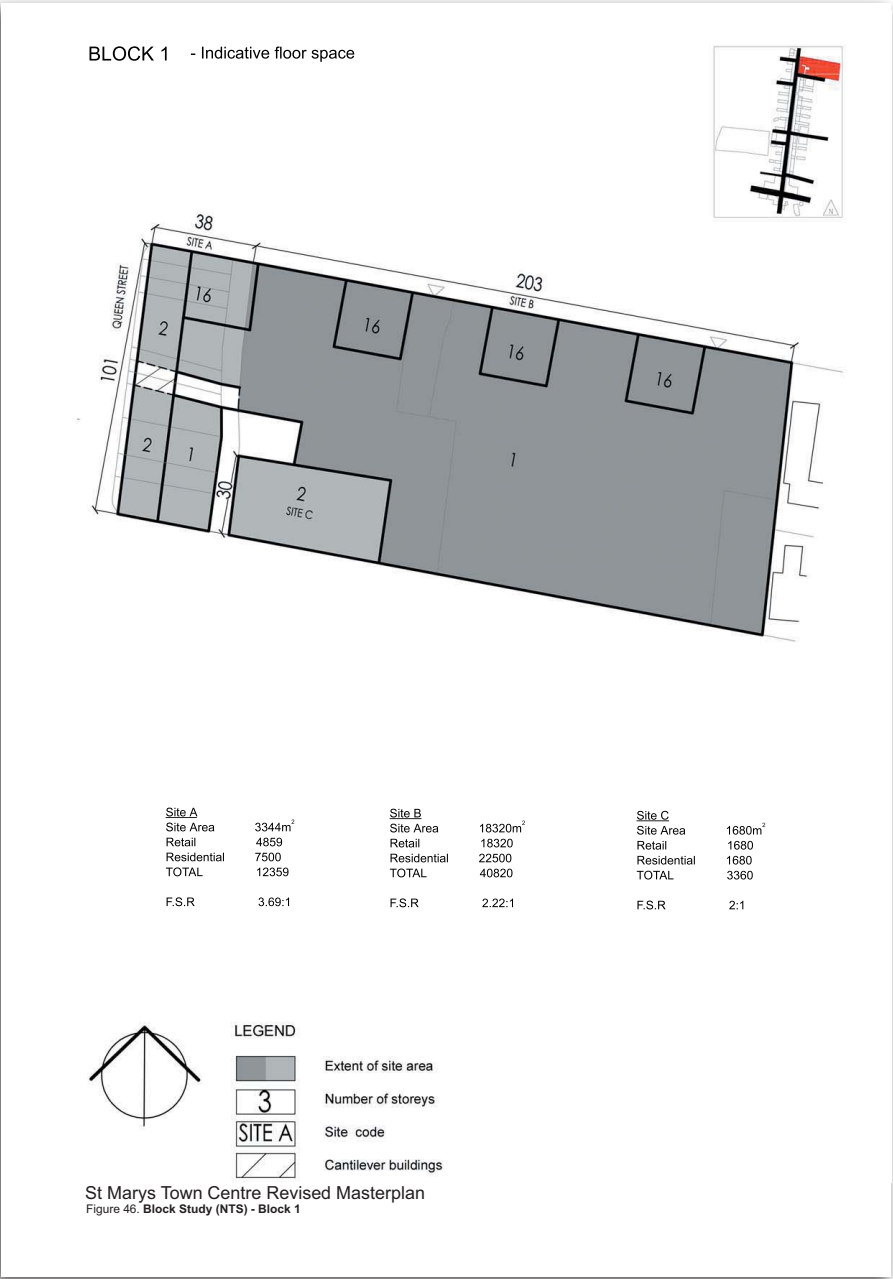 BLOCK 1 - Indicative floor space
N
38
SITE A
203
SITE B
QUEEN STREET
101
16
2
16
16
16
2
1
1
30
2
SITE C
Site A
Site Area 3344m²
Retail 4859
Residential 7500
TOTAL 12359
F.S.R 3.69:1
Site B
Site Area 18320m²
Retail 18320
Residential 22500
TOTAL 40820
F.S.R 2.22:1
Site C
Site Area 1680m²
Retail 1680
Residential 1680
TOTAL 3360
F.S.R 2:1
LEGEND
Extent of site area
3 Number of storeys
SITE A Site code
Cantilever buildings
St Marys Town Centre Revised Masterplan
Figure 46. Block Study (NTS) - Block 1